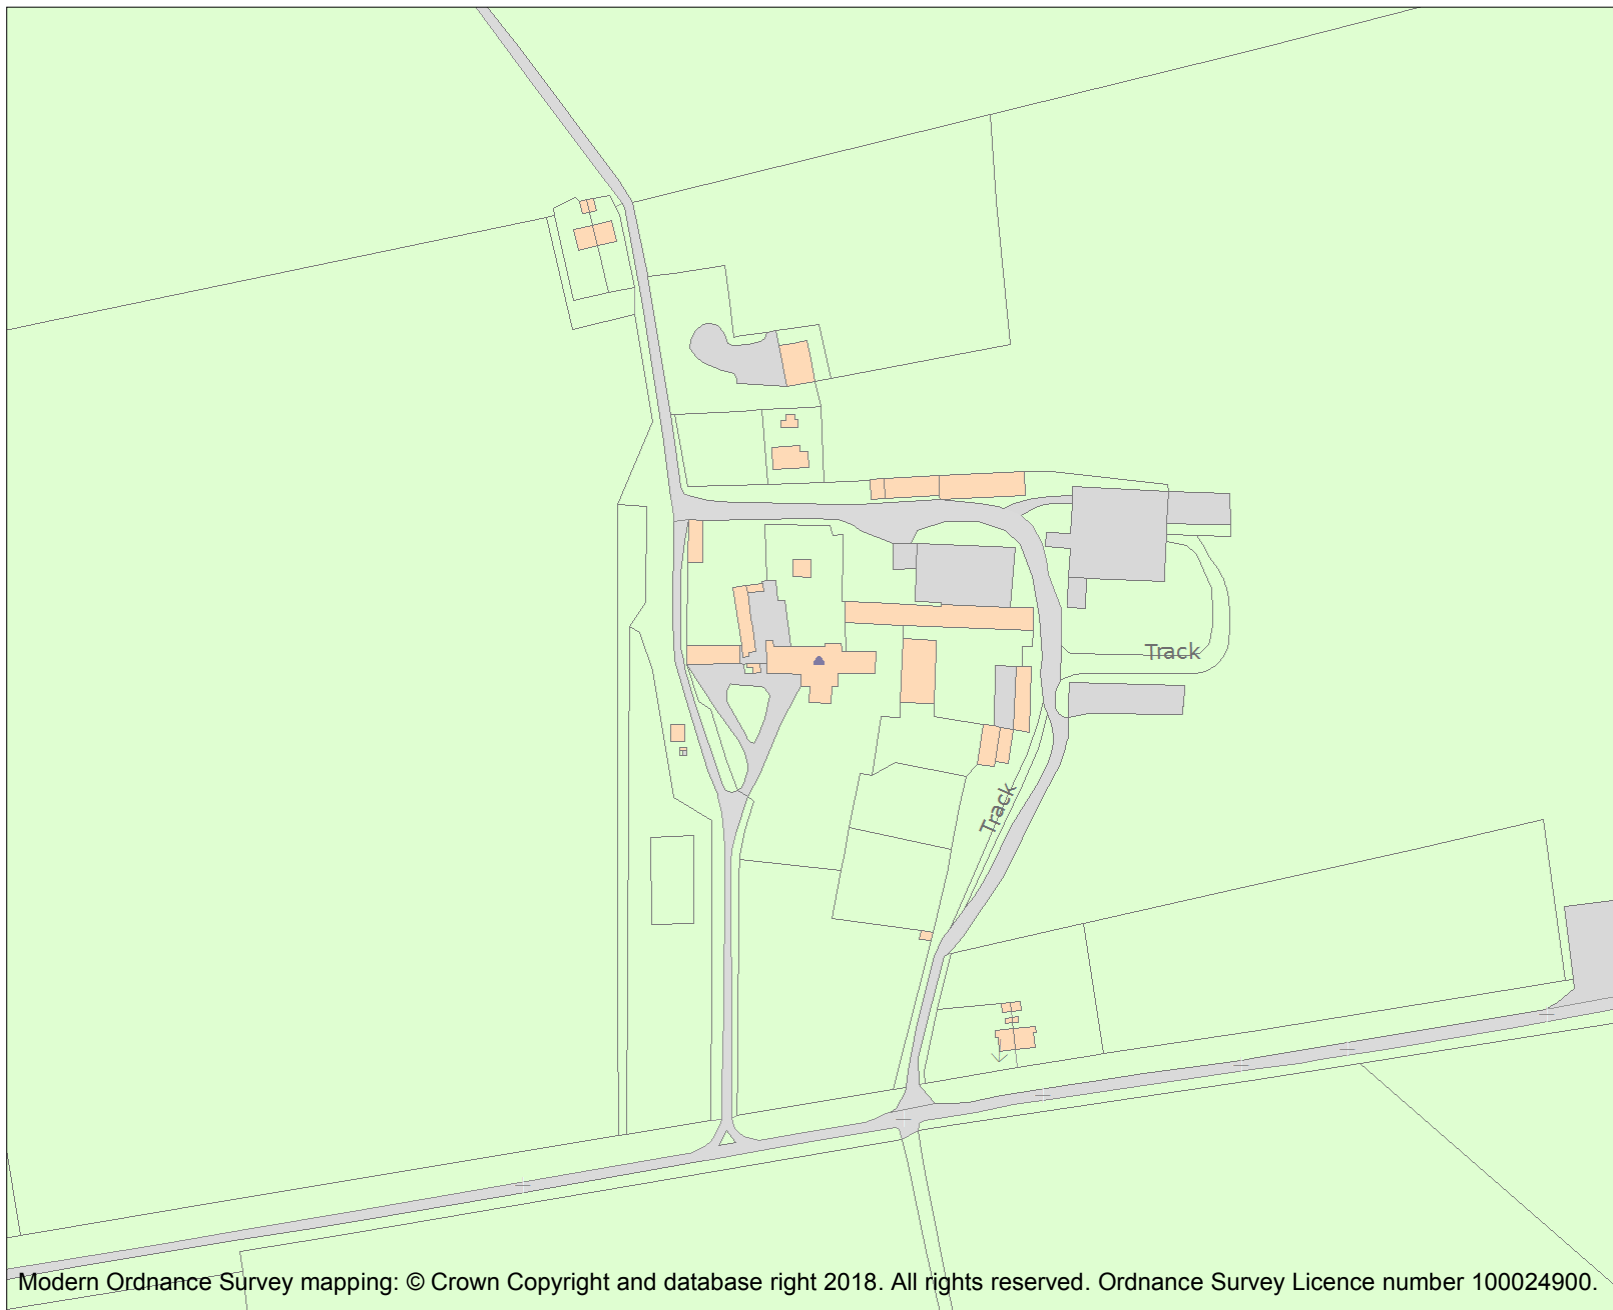 Track
Track
Modern Ordnance Survey mapping: © Crown Copyright and database right 2018. All rights reserved. Ordnance Survey Licence number 100024900.